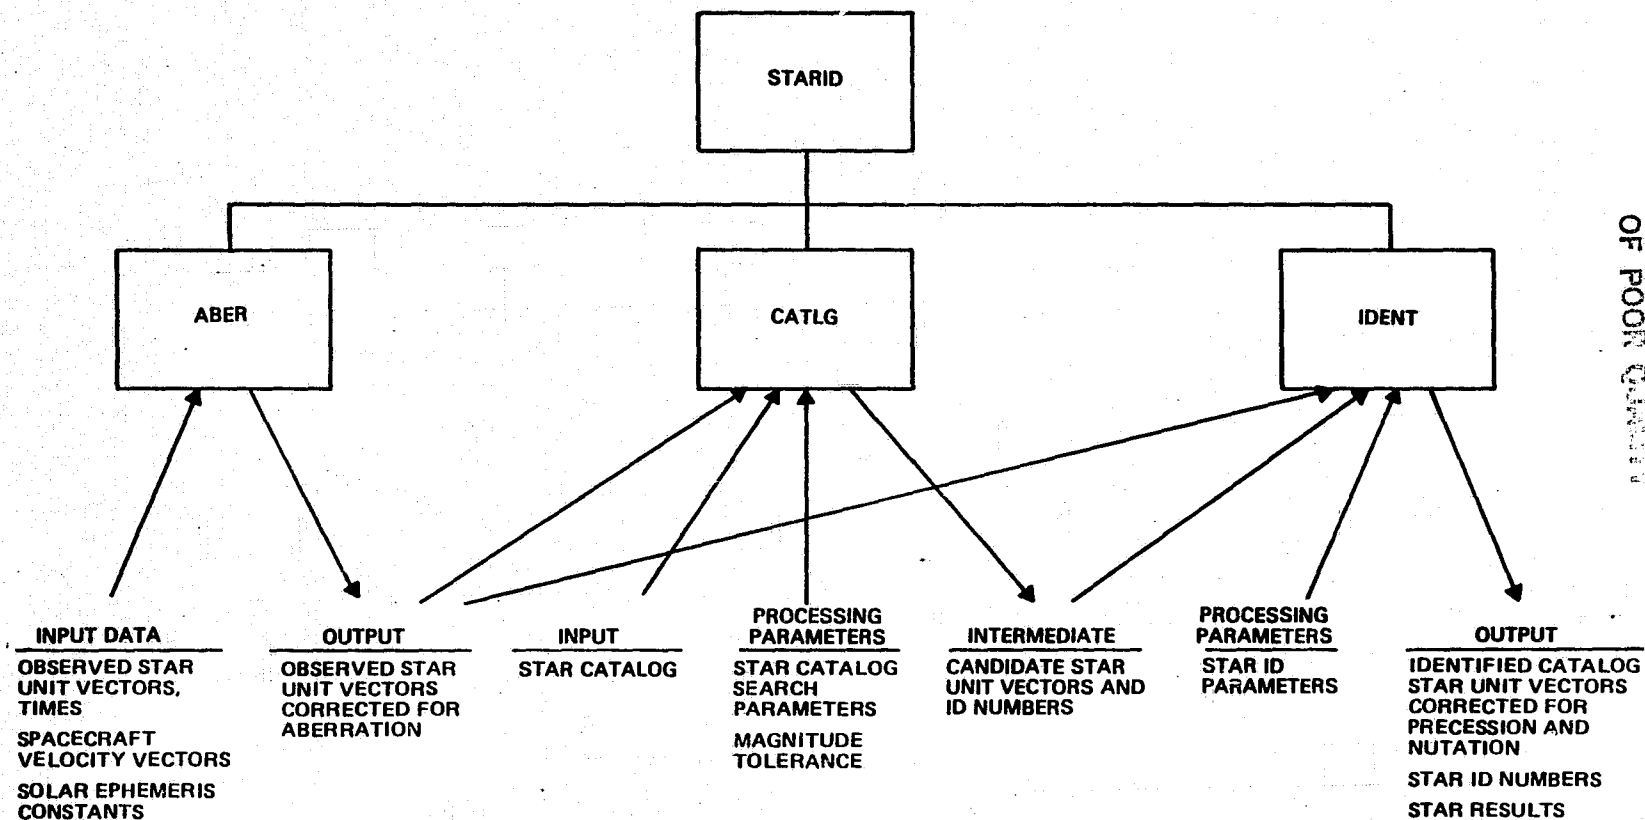 STARID
ABER
CATLG
IDENT
INPUT DATA
OBSERVED STAR
UNIT VECTORS,
TIMES
SPACECRAFT
VELOCITY VECTORS
SOLAR EPHEMERIS
CONSTANTS
OUTPUT
OBSERVED STAR
UNIT VECTORS
CORRECTED FOR
ABERRATION
INPUT
STAR CATALOG
PROCESSING
PARAMETERS
STAR CATALOG
SEARCH
PARAMETERS
MAGNITUDE
TOLERANCE
INTERMEDIATE
CANDIDATE STAR
UNIT VECTORS AND
ID NUMBERS
PROCESSING
PARAMETERS
STAR ID
PARAMETERS
OUTPUT
IDENTIFIED CATALOG
STAR UNIT VECTORS
CORRECTED FOR
PRECESSION AND
NUTATION
STAR ID NUMBERS
STAR RESULTS
OF POOR